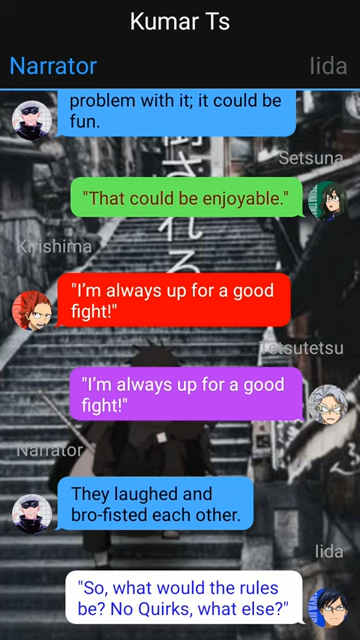 Kumar Ts
Narrator
Iida
problem with it; it could be
fun.
Setsuna
"That could be enjoyable."
Kirishima
"I'm always up for a good
fight!"
Tetsutetsu
"I'm always up for a good
fight!"
Narrator
They laughed and
bro-fisted each other.
Iida
"So, what would the rules
be? No Quirks, what else?"